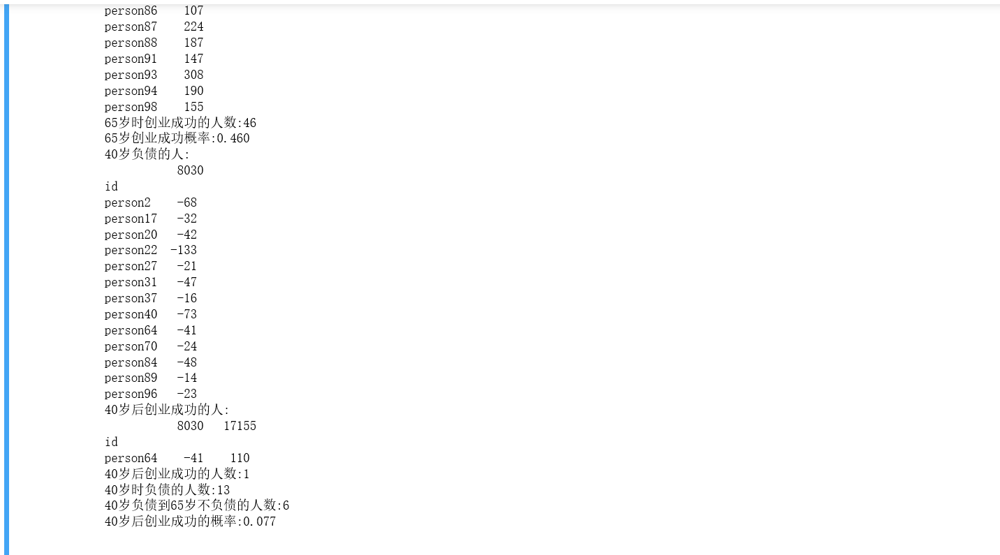 person86    107
person87    224
person88    187
person91    147
person93    308
person94    190
person98    155
65岁时创业成功的人数:46
65岁创业成功概率:0.460
40岁负债的人:
           8030
id
person2    -68
person17   -32
person20   -42
person22  -133
person27   -21
person31   -47
person37   -16
person40   -73
person64   -41
person70   -24
person84   -48
person89   -14
person96   -23
40岁后创业成功的人:
           8030   17155
id
person64    -41    110
40岁后创业成功的人数:1
40岁时负债的人数:13
40岁负债到65岁不负债的人数:6
40岁后创业成功的概率:0.077